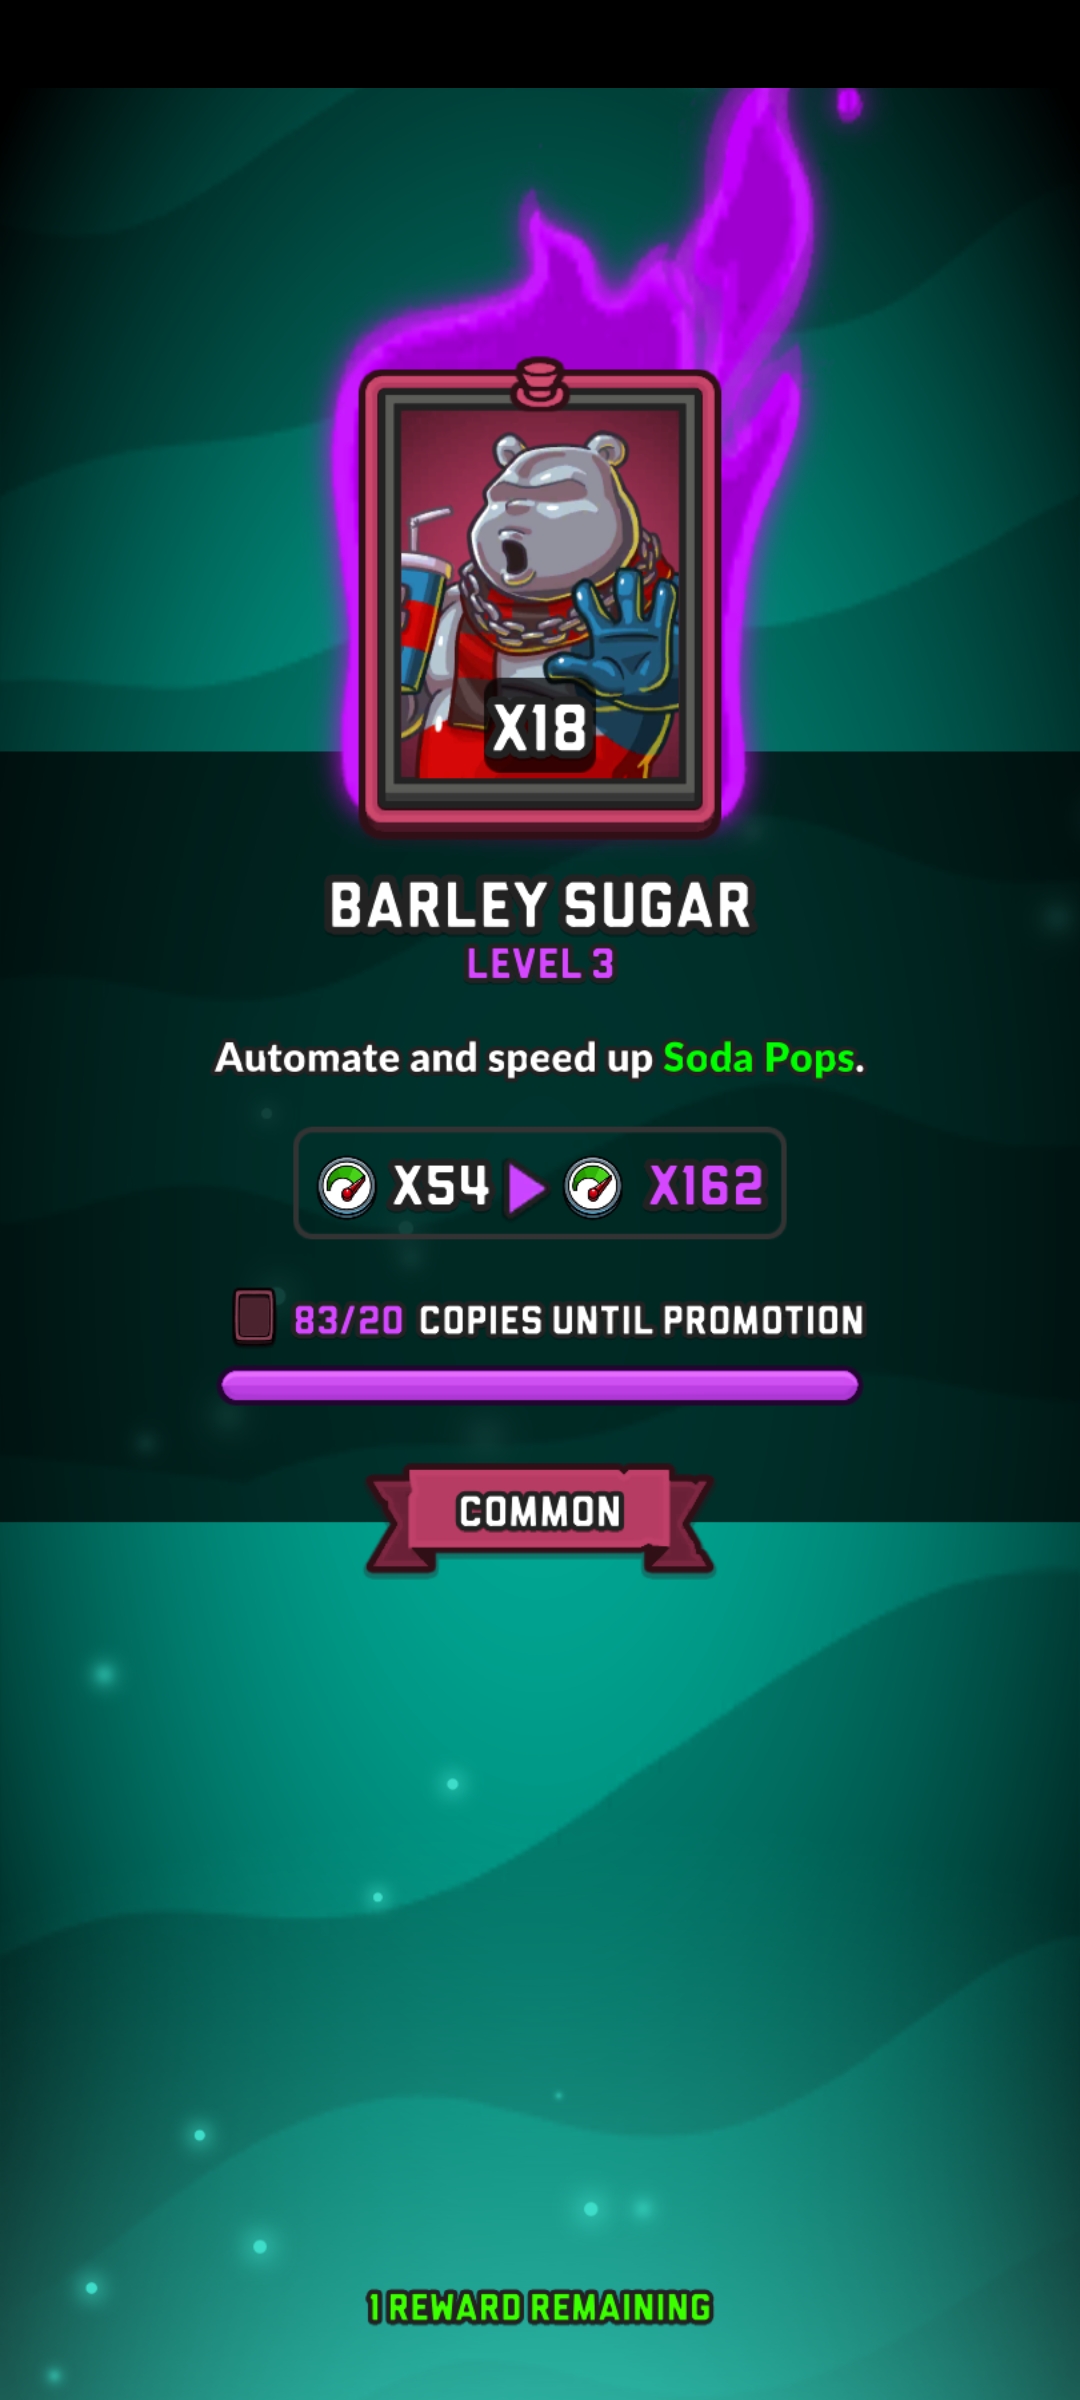 X18
BARLEY SUGAR
LEVEL 3
Automate and speed up Soda Pops.
X54 X162
83/20 COPIES UNTIL PROMOTION
COMMON
1 REWARD REMAINING